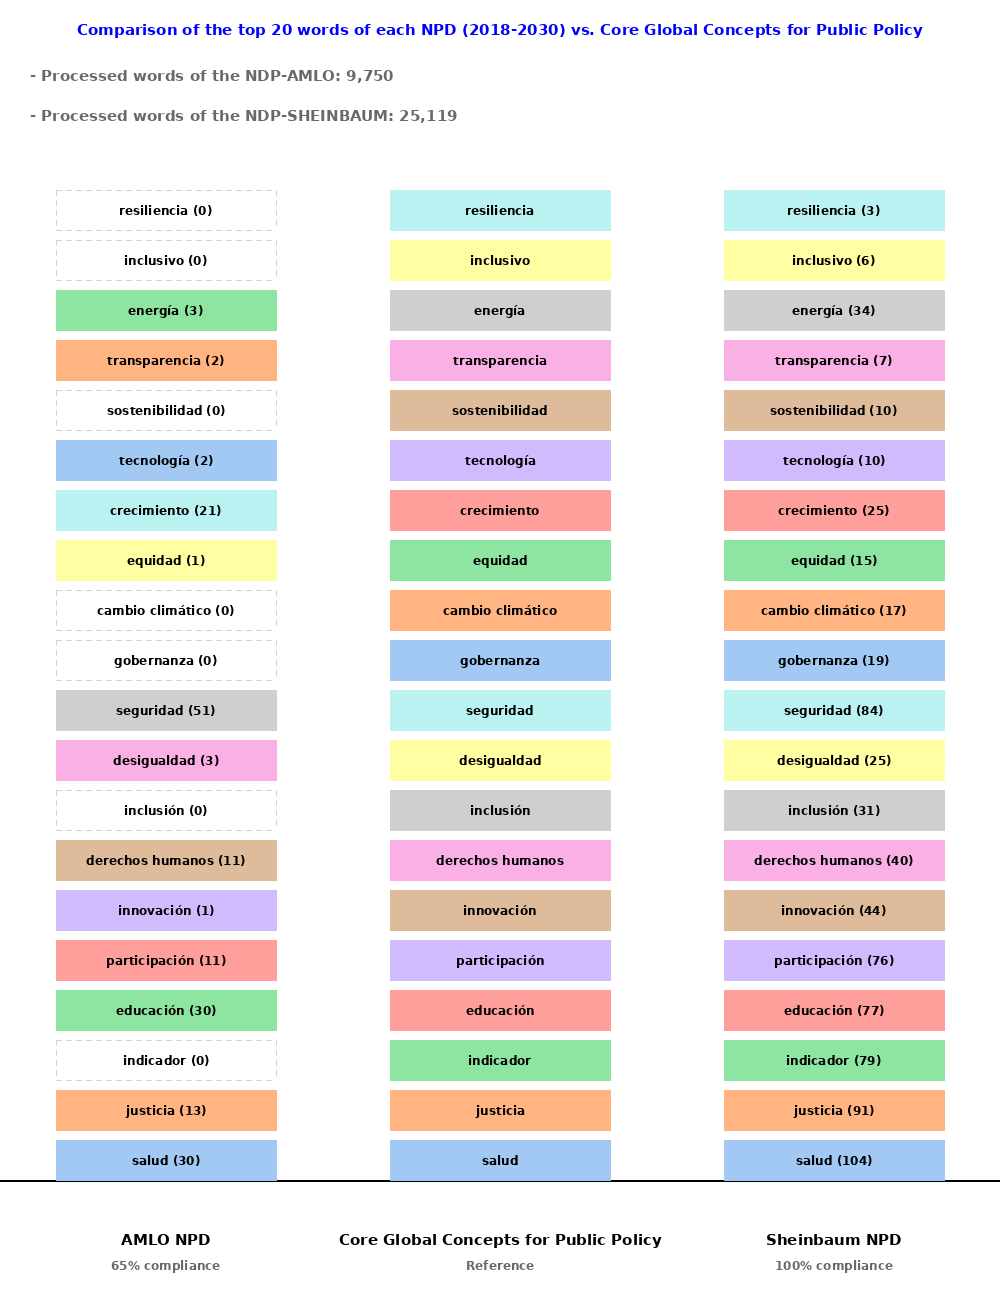 Comparison of the top 20 words of each NPD (2018-2030) vs. Core Global Concepts for Public Policy
- Processed words of the NDP-AMLO: 9,750
- Processed words of the NDP-SHEINBAUM: 25,119
resiliencia (0) resiliencia resiliencia (3)
inclusivo (0) inclusivo inclusivo (6)
energía (3) energía energía (34)
transparencia (2) transparencia transparencia (7)
sostenibilidad (0) sostenibilidad sostenibilidad (10)
tecnología (2) tecnología tecnología (10)
crecimiento (21) crecimiento crecimiento (25)
equidad (1) equidad equidad (15)
cambio climático (0) cambio climático cambio climático (17)
gobernanza (0) gobernanza gobernanza (19)
seguridad (51) seguridad seguridad (84)
desigualdad (3) desigualdad desigualdad (25)
inclusión (0) inclusión inclusión (31)
derechos humanos (11) derechos humanos derechos humanos (40)
innovación (1) innovación innovación (44)
participación (11) participación participación (76)
educación (30) educación educación (77)
indicador (0) indicador indicador (79)
justicia (13) justicia justicia (91)
salud (30) salud salud (104)
AMLO NPD Core Global Concepts for Public Policy Sheinbaum NPD
65% compliance Reference 100% compliance